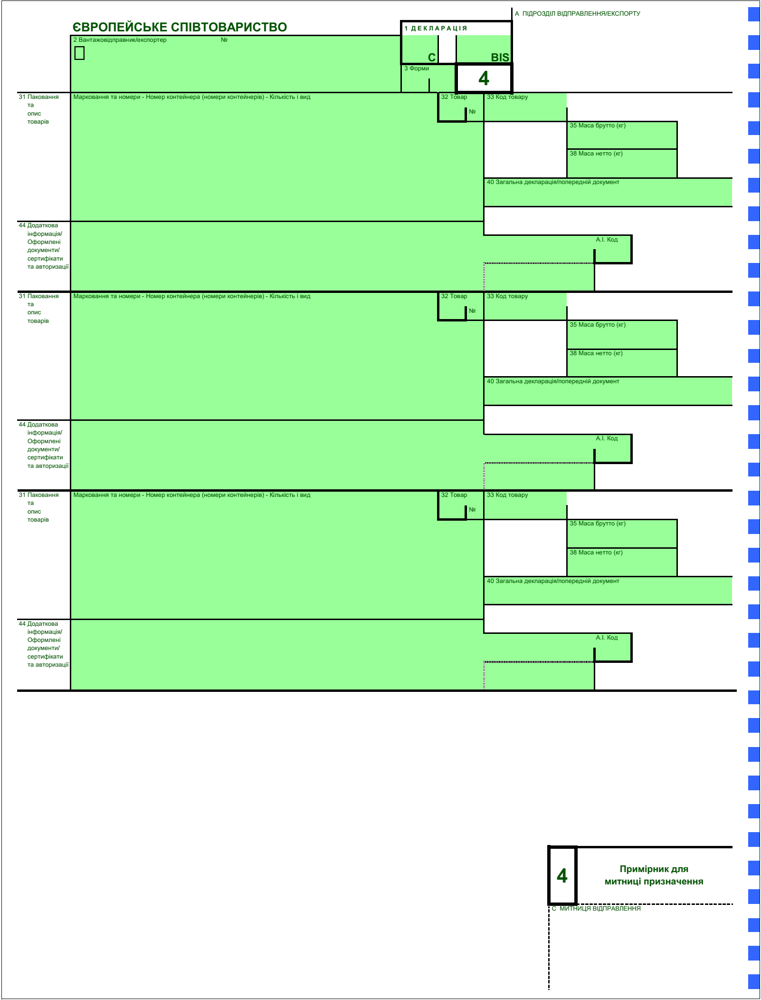 А ПІДРОЗДІЛ ВІДПРАВЛЕННЯ/ЕКСПОРТУ
ЄВРОПЕЙСЬКЕ СПІВТОВАРИСТВО
1 ДЕКЛАРАЦІЯ
2 Вантажовідправник/експортер №
С BIS
3 Форми
4
31 Паковання
та
опис
товарів
Марковання та номери - Номер контейнера (номери контейнерів) - Кількість і вид
32 Товар
№
33 Код товару
35 Маса брутто (кг)
38 Маса нетто (кг)
40 Загальна декларація/попередній документ
44 Додаткова
інформація/
Оформлені
документи/
сертифікати
та авторизації
А.І. Код
31 Паковання
та
опис
товарів
Марковання та номери - Номер контейнера (номери контейнерів) - Кількість і вид
32 Товар
№
33 Код товару
35 Маса брутто (кг)
38 Маса нетто (кг)
40 Загальна декларація/попередній документ
44 Додаткова
інформація/
Оформлені
документи/
сертифікати
та авторизації
А.І. Код
31 Паковання
та
опис
товарів
Марковання та номери - Номер контейнера (номери контейнерів) - Кількість і вид
32 Товар
№
33 Код товару
35 Маса брутто (кг)
38 Маса нетто (кг)
40 Загальна декларація/попередній документ
44 Додаткова
інформація/
Оформлені
документи/
сертифікати
та авторизації
А.І. Код
4
Примірник для
митниці призначення
С МИТНИЦЯ ВІДПРАВЛЕННЯ